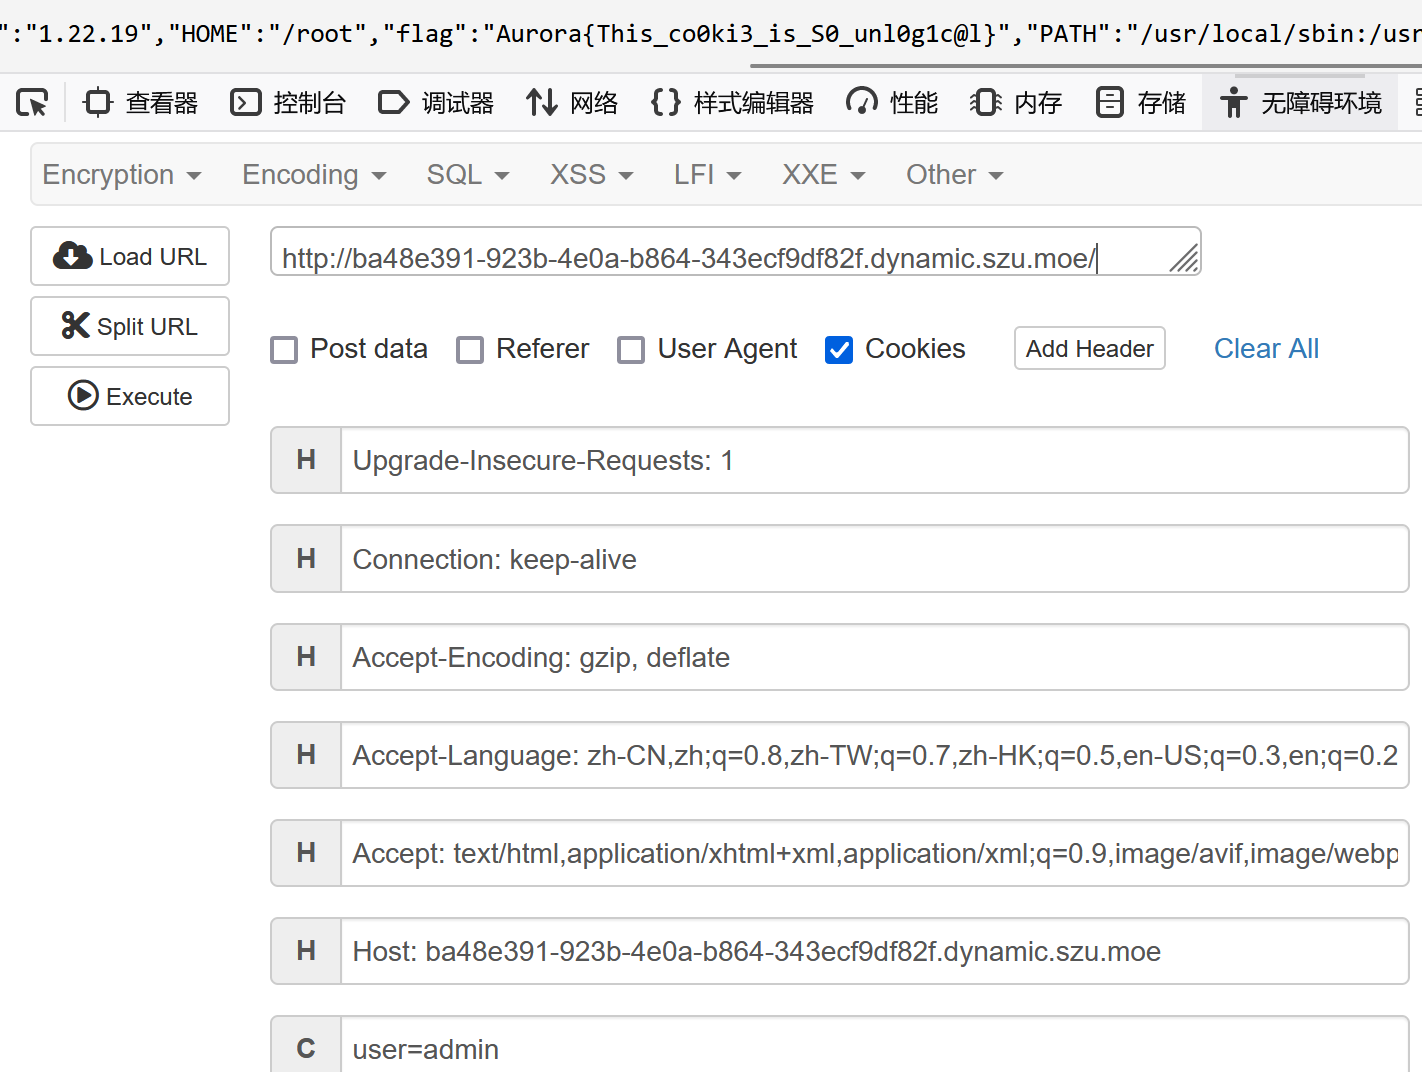 ":"1.22.19","HOME":"/root","flag":"Aurora{This_co0ki3_is_S0_unl0g1c@l}","PATH":"/usr/local/sbin:/usr
查看器 控制台 调试器 网络 样式编辑器 性能 内存 存储 无障碍环境
Encryption Encoding SQL XSS LFI XXE Other
Load URL
http://ba48e391-923b-4e0a-b864-343ecf9df82f.dynamic.szu.moe/
Split URL
Post data Referer User Agent Cookies Add Header Clear All
Execute
H Upgrade-Insecure-Requests: 1
H Connection: keep-alive
H Accept-Encoding: gzip, deflate
H Accept-Language: zh-CN,zh;q=0.8,zh-TW;q=0.7,zh-HK;q=0.5,en-US;q=0.3,en;q=0.2
H Accept: text/html,application/xhtml+xml,application/xml;q=0.9,image/avif,image/webp
H Host: ba48e391-923b-4e0a-b864-343ecf9df82f.dynamic.szu.moe
C user=admin